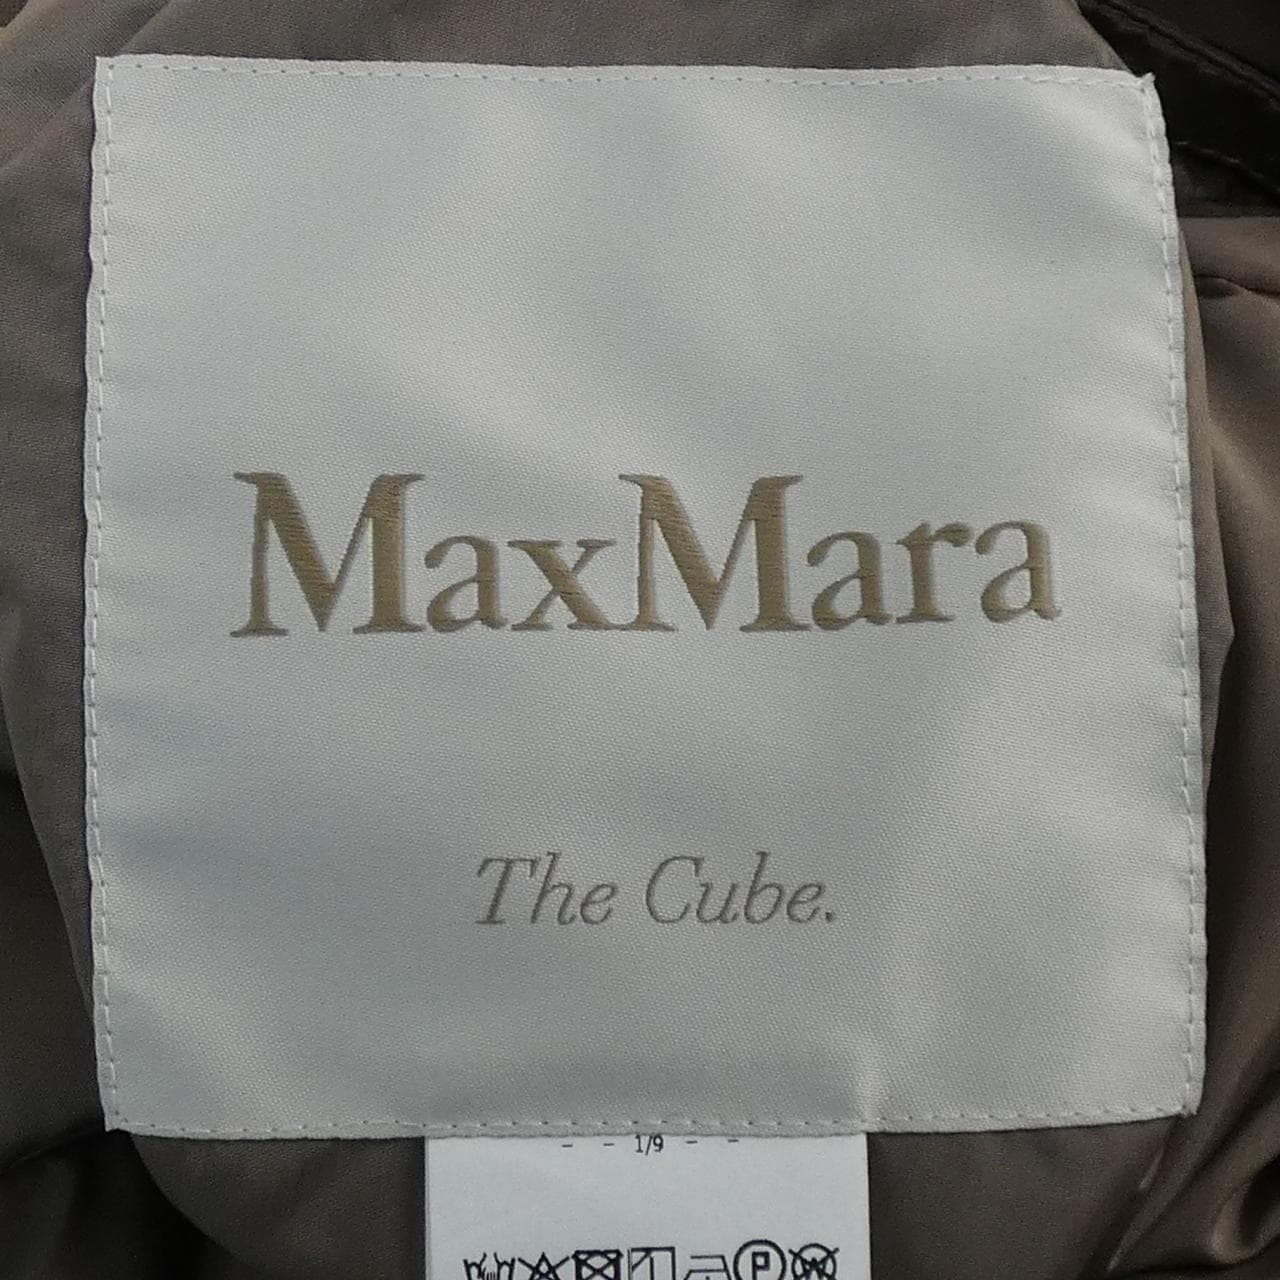 MaxMara
The Cube.
- - 1/9 - -
P W